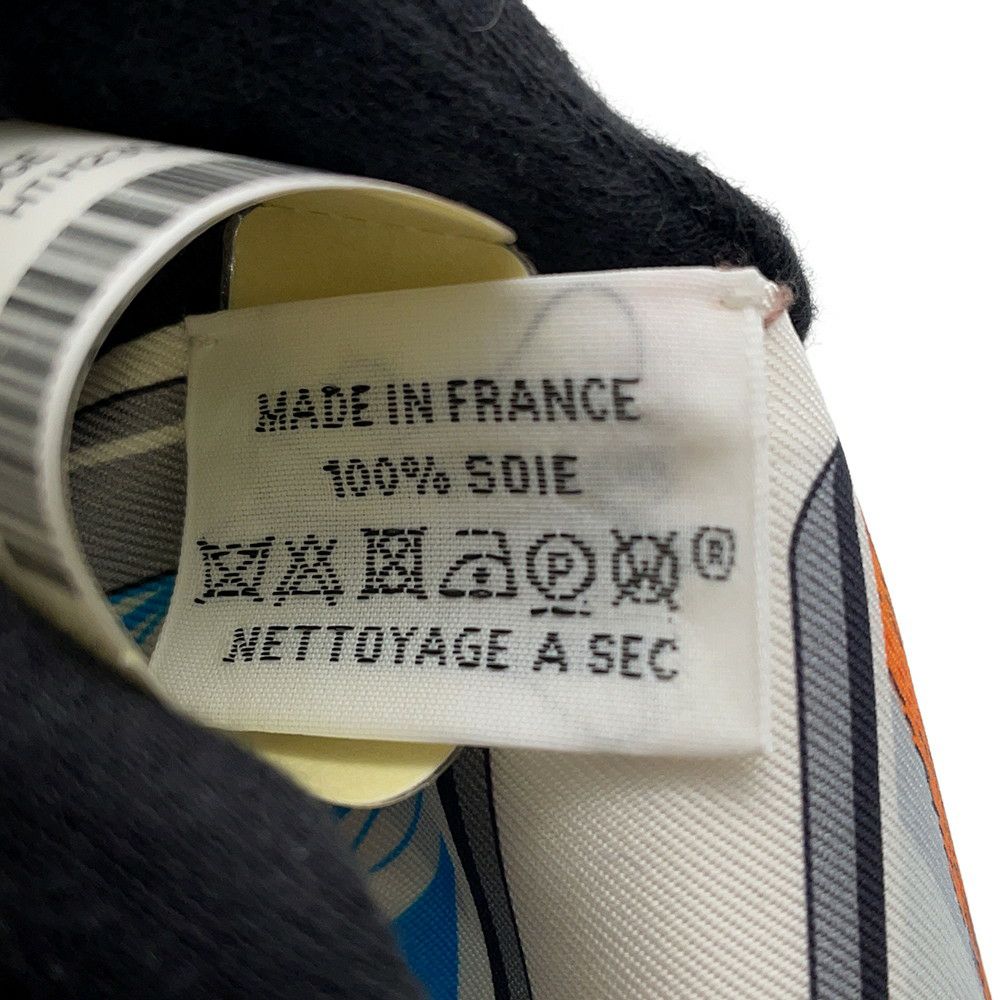 MADE IN FRANCE
100% SOIE
P W ®
NETTOYAGE A SEC